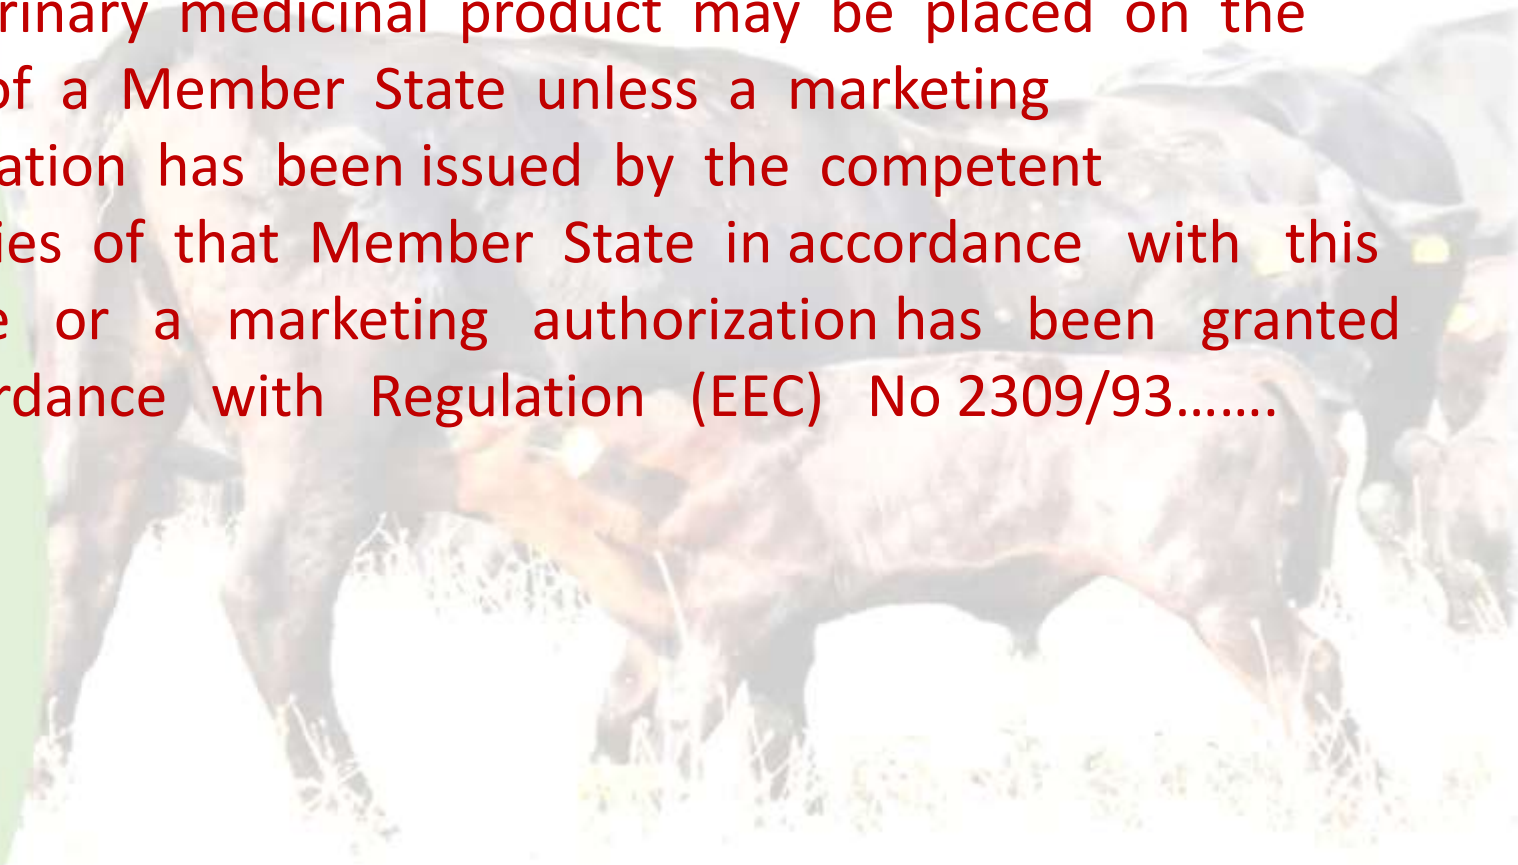 rinary medicinal product may be placed on the
of a Member State unless a marketing
ation has been issued by the competent
ies of that Member State in accordance with this
e or a marketing authorization has been granted
rdance with Regulation (EEC) No 2309/93.......